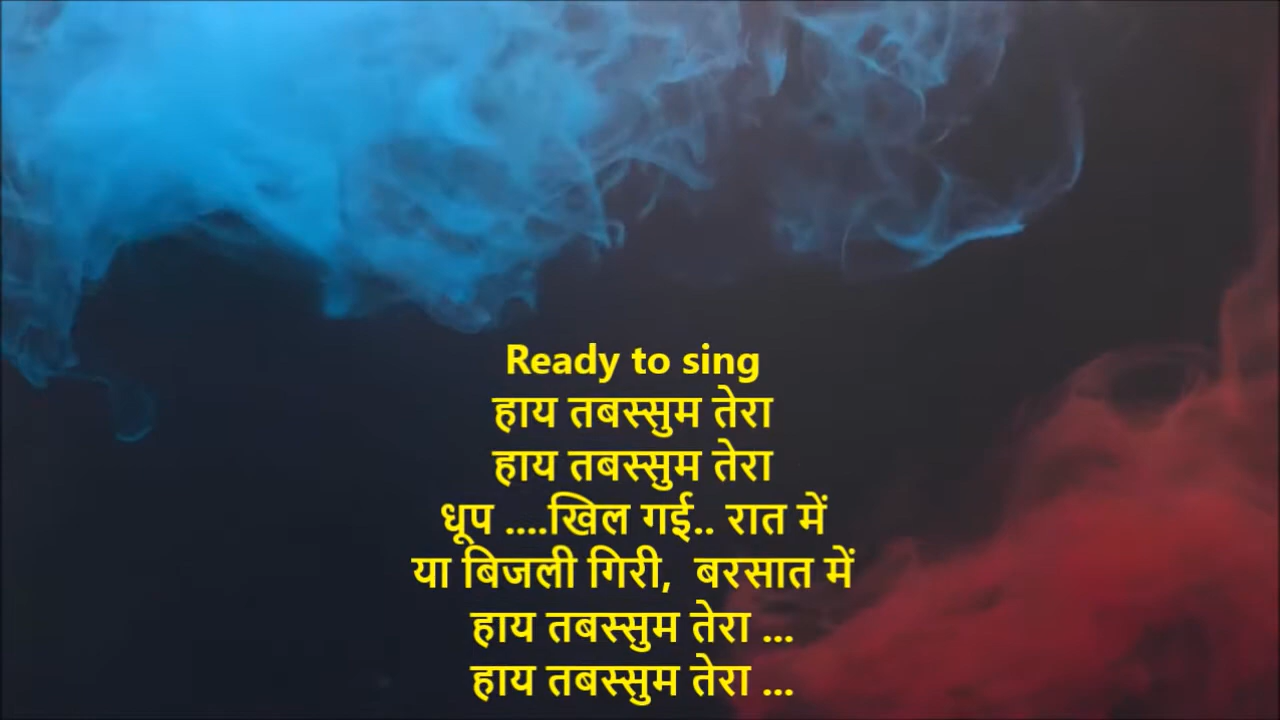 Ready to sing
हाय तबस्सुम तेरा
हाय तबस्सुम तेरा
धूप ....खिल गई.. रात में
या बिजली गिरी,  बरसात में
हाय तबस्सुम तेरा ...
हाय तबस्सुम तेरा ...